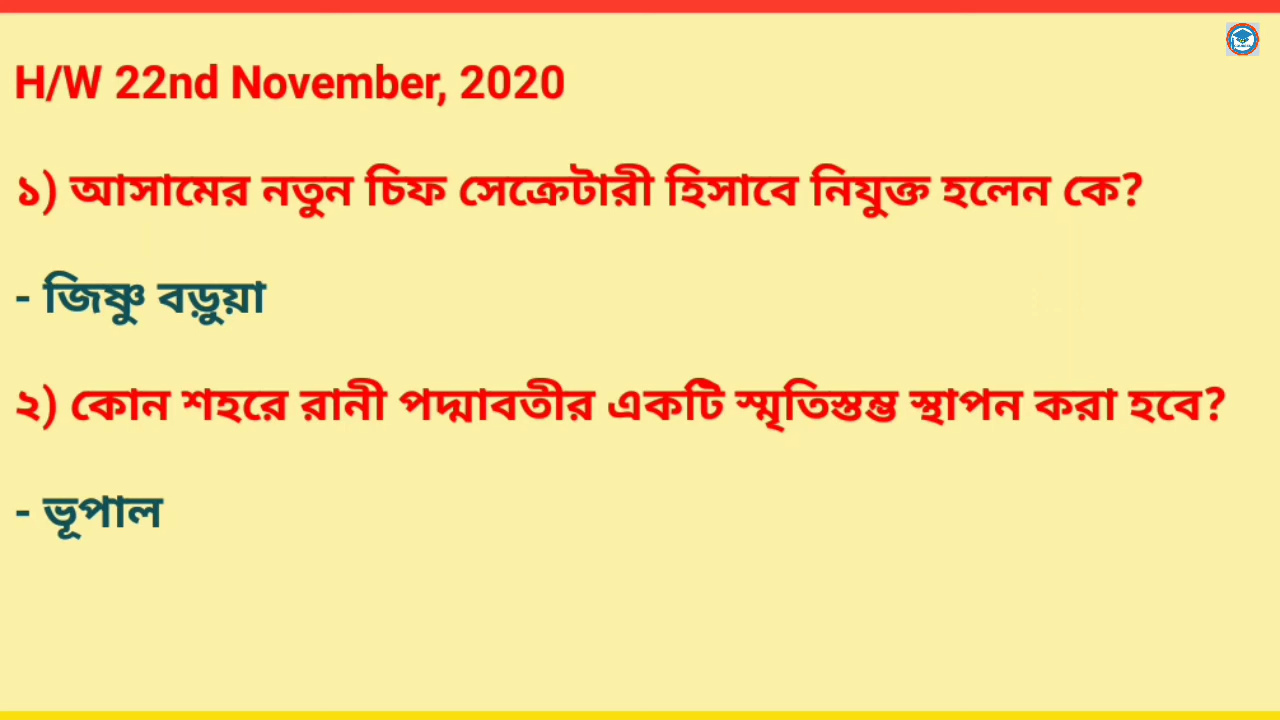 H/W 22nd November, 2020
১) আসামের নতুন চিফ সেক্রেটারী হিসাবে নিযুক্ত হলেন কে?
- জিষ্ণু বড়ুয়া
২) কোন শহরে রানী পদ্মাবতীর একটি স্মৃতিস্তম্ভ স্থাপন করা হবে?
- ভূপাল